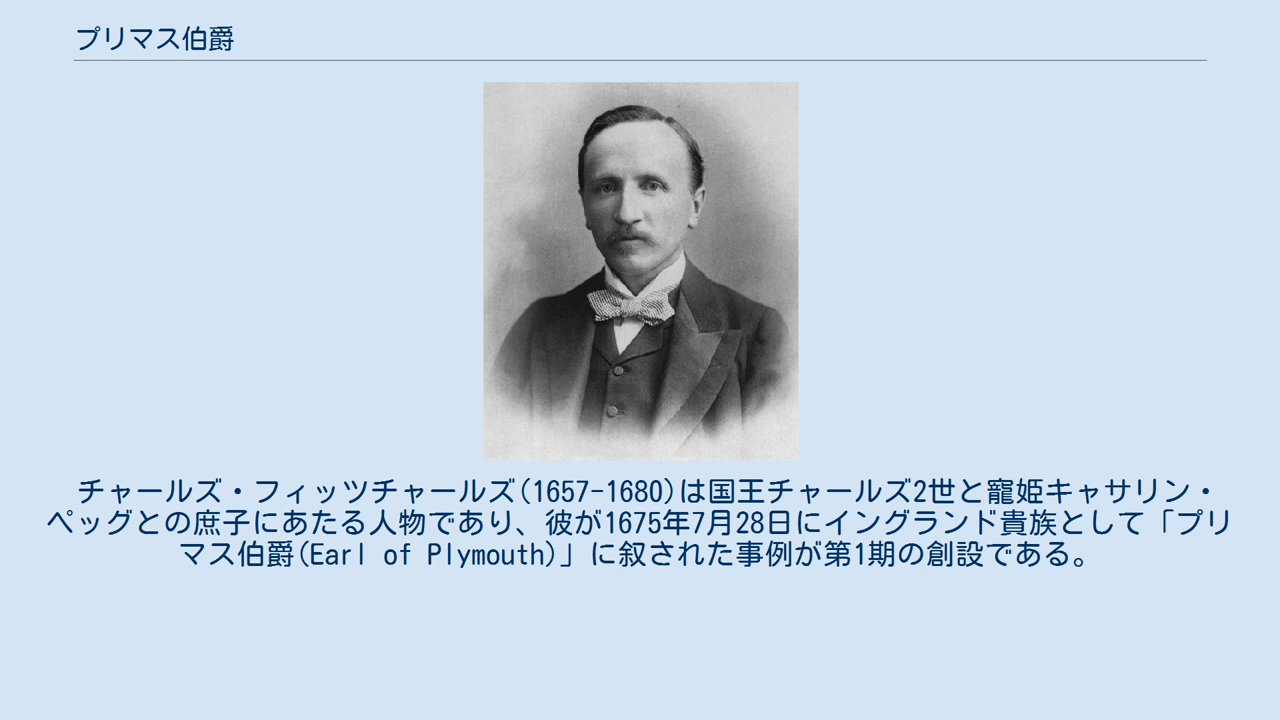 プリマス伯爵
チャールズ・フィッツチャールズ(1657-1680)は国王チャールズ2世と寵姫キャサリン・
ペッグとの庶子にあたる人物であり、彼が1675年7月28日にイングランド貴族として「プリ
マス伯爵(Earl of Plymouth)」に叙された事例が第1期の創設である。